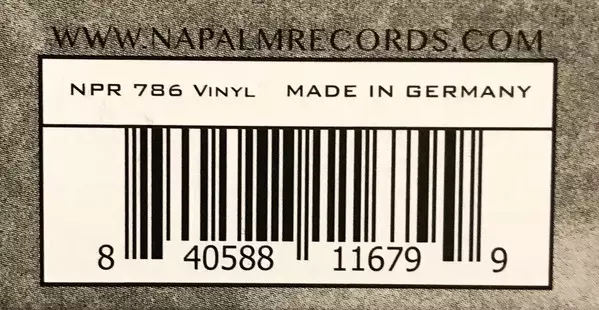 WWW.NAPALMRECORDS.COM
NPR 786 VINYL MADE IN GERMANY
8 40588 11679 9